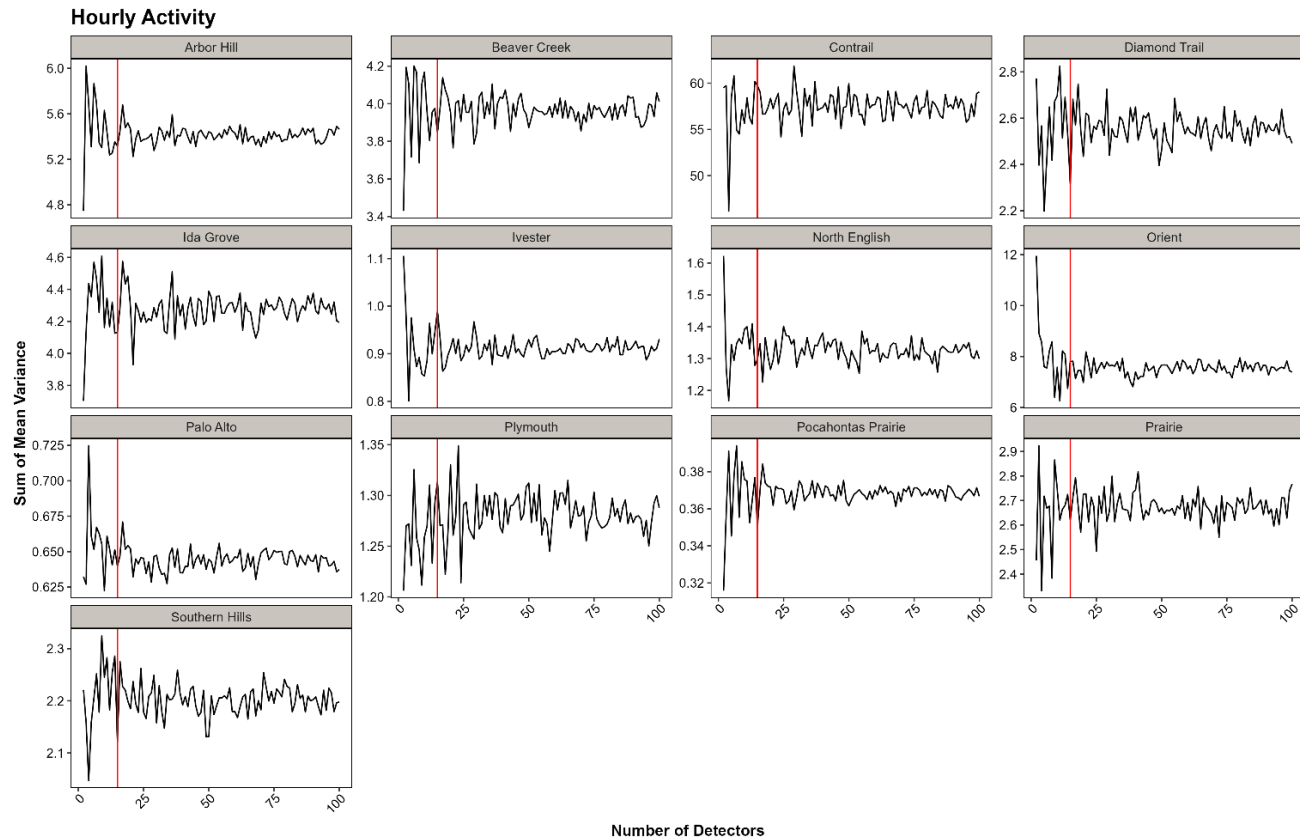 Hourly Activity
Arbor Hill
Beaver Creek
Contrail
Diamond Trail
6.0
5.6
5.2
4.8
4.2
4.0
3.8
3.6
3.4
60
55
50
2.8
2.6
2.4
2.2
Ida Grove
Ivester
North English
Orient
4.6
4.4
4.2
4.0
3.8
1.1
1.0
0.9
0.8
1.6
1.5
1.4
1.3
1.2
12
10
8
6
Sum of Mean Variance
Palo Alto
Plymouth
Pocahontas Prairie
Prairie
0.725
0.700
0.675
0.650
0.625
1.35
1.30
1.25
1.20
0.38
0.36
0.34
0.32
2.9
2.8
2.7
2.6
2.5
2.4
0 25 50 75 100
0 25 50 75 100
0 25 50 75 100
Southern Hills
2.3
2.2
2.1
0 25 50 75 100
Number of Detectors